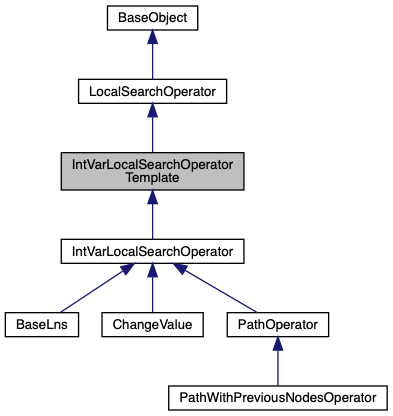 BaseObject
LocalSearchOperator
IntVarLocalSearchOperator
Template
IntVarLocalSearchOperator
BaseLns
ChangeValue
PathOperator
PathWithPreviousNodesOperator